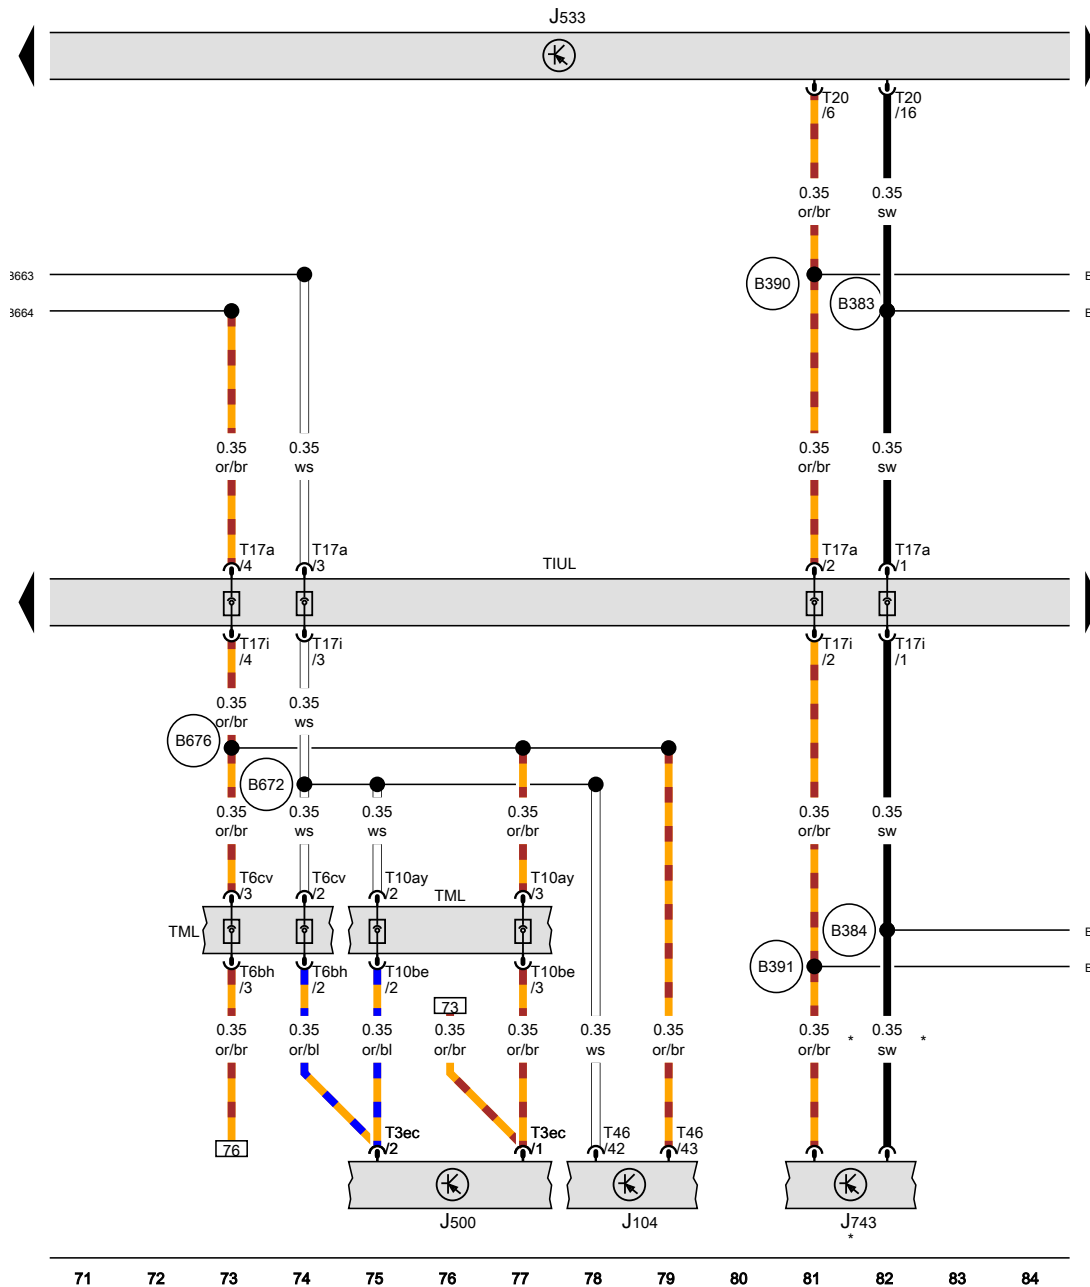 J533
T20 T20
/6 /16
0.35 0.35
or/br sw
3663
B390
B383
3664
0.35 0.35 0.35 0.35
or/br ws or/br sw
T17a T17a T17a T17a
/4 /3 /2 /1
TIUL
T17i T17i T17i T17i
/4 /3 /2 /1
0.35 0.35
or/br ws
B676
B672
0.35 0.35 0.35 0.35 0.35 0.35
or/br ws ws or/br or/br sw
T6cv T6cv T10ay T10ay
/3 /2 /2 /3
TML
TML
B384
B391
T6bh T6bh T10be T10be
/3 /2 /2 /3
73
0.35 0.35 0.35 0.35 0.35 0.35 0.35 0.35 0.35
or/br or/bl or/bl or/br or/br ws or/br or/br * sw *
76
T3ec T3ec T46 T46
/2 /1 /42 /43
J500 J104 J743
*
71 72 73 74 75 76 77 78 79 80 81 82 83 84